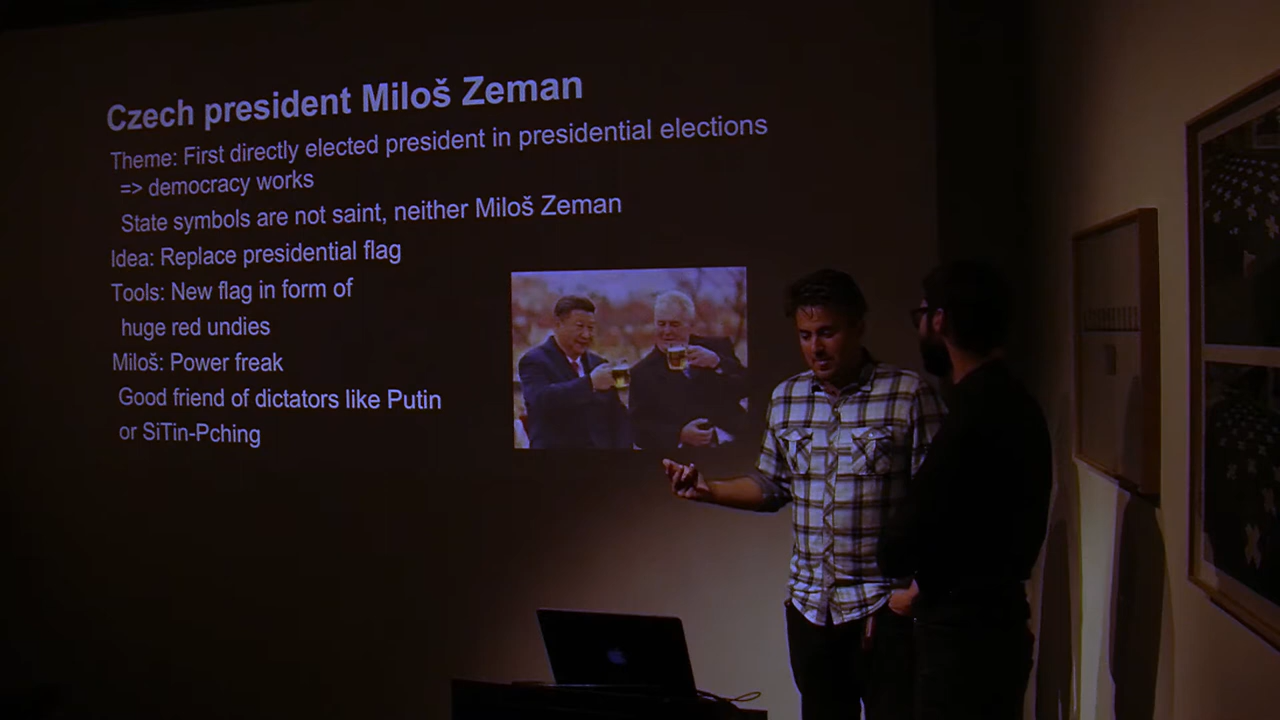 Czech president Miloš Zeman
Theme: First directly elected president in presidential elections
=> democracy works
State symbols are not saint, neither Miloš Zeman
Idea: Replace presidential flag
Tools: New flag in form of
huge red undies
Miloš: Power freak
Good friend of dictators like Putin
or SiTin-Pching